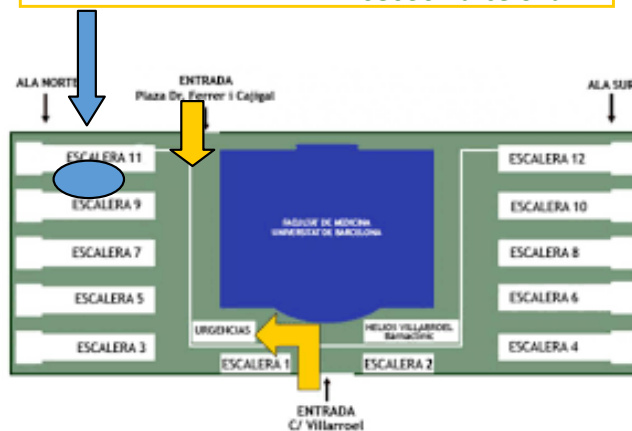 ALA NORTE
ENTRADA
Plaza Dr. Ferrer i Cajigal
ALA SUR
ESCALERA 11
ESCALERA 12
ESCALERA 9
ESCALERA 10
FACULTAT DE MEDICINA
UNIVERSITAT DE BARCELONA
ESCALERA 7
ESCALERA 8
ESCALERA 5
ESCALERA 6
URGENCIAS
HELIOS VILLARROEL
Barnaclinic
ESCALERA 3
ESCALERA 4
ESCALERA 1
ESCALERA 2
ENTRADA
C/ Villarroel